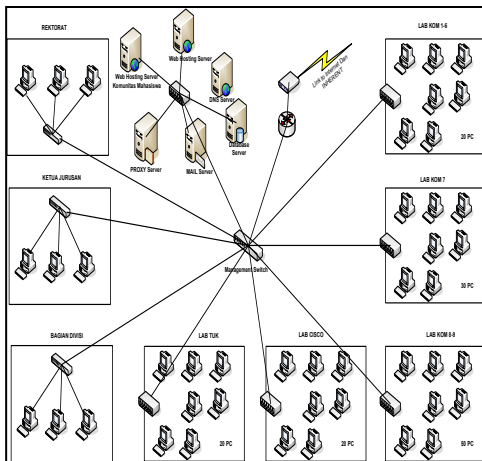 REKTORAT
Web Hosting Server
Web Hosting Server
Komunitas Mahasiswa
DNS Server
Database
Server
PROXY Server
MAIL Server
Link to Internet Dan
INHERENT
LAB KOM 1-6
20 PC
KETUA JURUSAN
Management Switch
LAB KOM 7
30 PC
BAGIAN DIVISI
LAB TUK
20 PC
LAB CISCO
20 PC
LAB KOM 8-9
50 PC